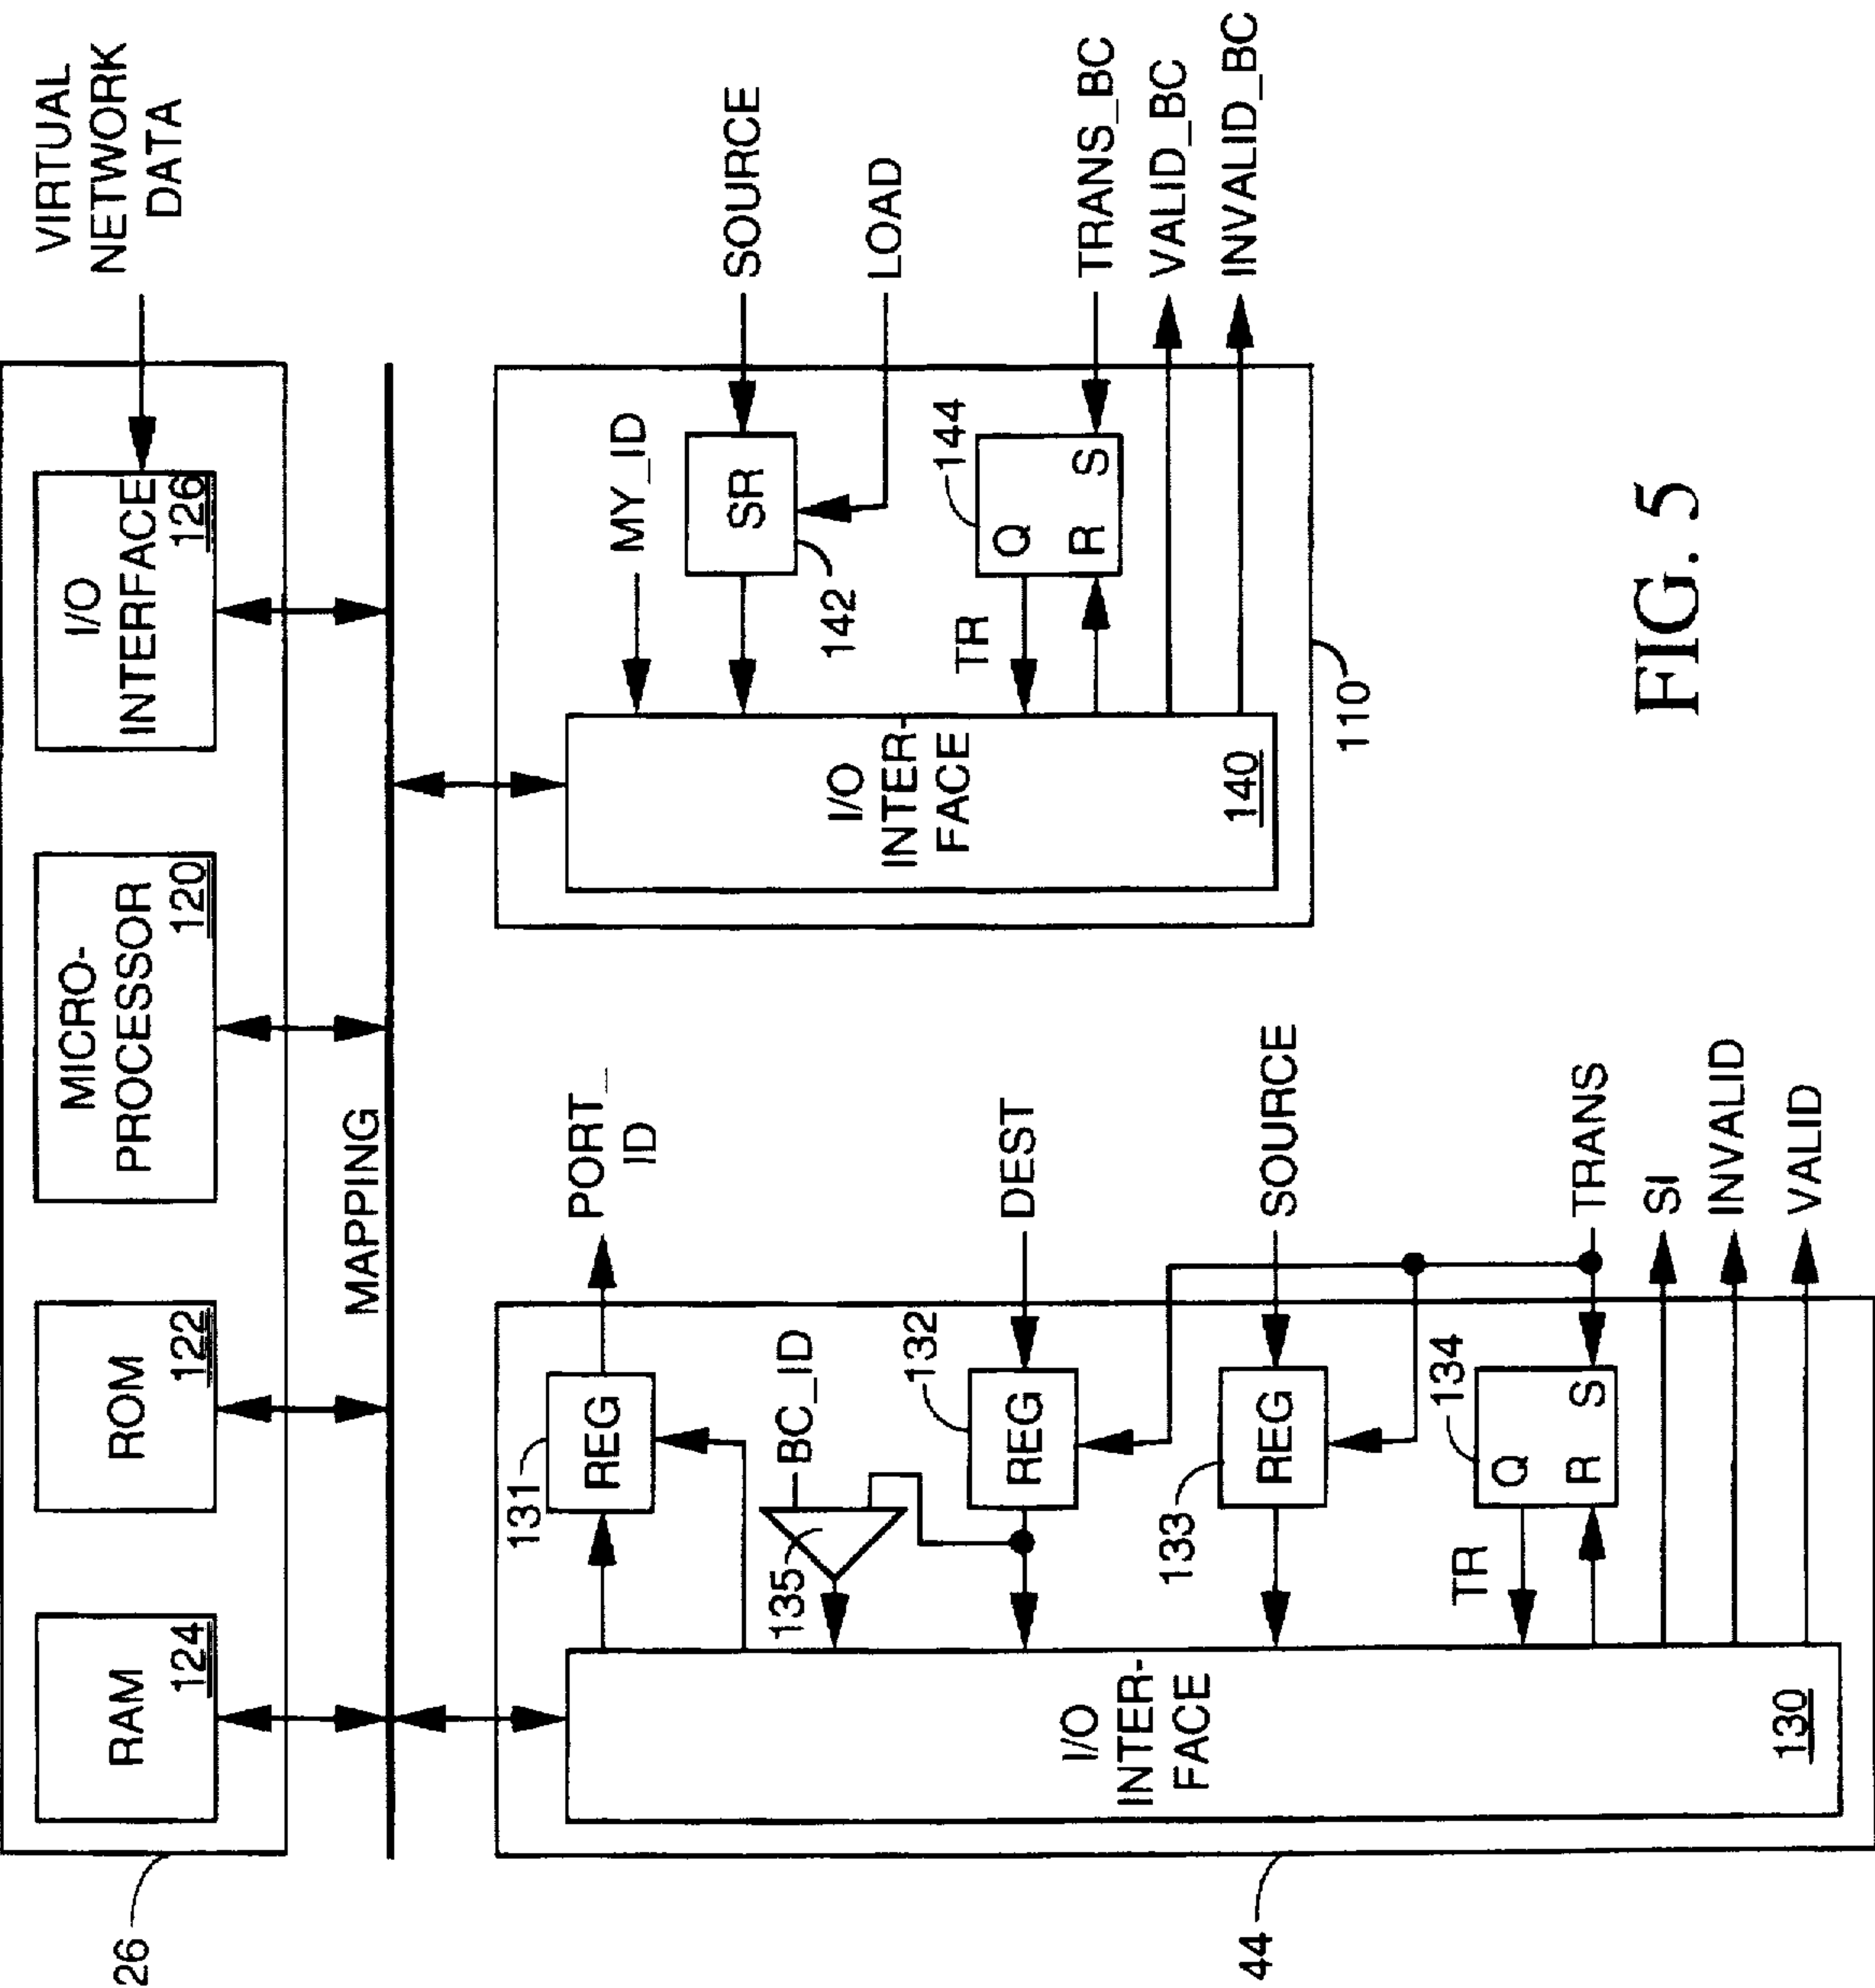 VIRTUAL
NETWORK
DATA
26
RAM
124
ROM
122
MICRO-
PROCESSOR
120
I/O
INTERFACE
126
MAPPING
44
I/O
INTER-
FACE
130
131
REG
PORT_
ID
135
BC_ID
132
REG
DEST
133
REG
SOURCE
134
Q
R S
TR
TRANS
SI
INVALID
VALID
110
I/O
INTER-
FACE
140
MY_ID
SR
142
SOURCE
LOAD
144
Q
R S
TR
TRANS_BC
VALID_BC
INVALID_BC
FIG. 5